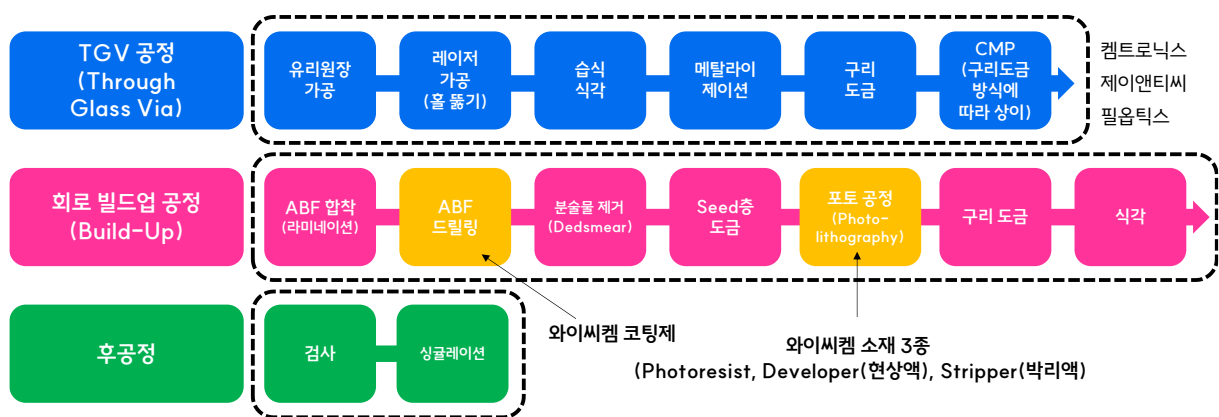 TGV 공정
(Through
Glass Via)
유리원장
가공
레이저
가공
(홀 뚫기)
습식
식각
메탈라이
제이션
구리
도금
CMP
(구리도금
방식에
따라 상이)
켐트로닉스
제이앤티씨
필옵틱스
회로 빌드업 공정
(Build-Up)
ABF 합착
(라미네이션)
ABF
드릴링
분술물 제거
(Dedsmear)
Seed층
도금
포토 공정
(Photo-
lithography)
구리 도금
식각
와이씨켐 코팅제
와이씨켐 소재 3종
(Photoresist, Developer(현상액), Stripper(박리액)
후공정
검사
싱귤레이션